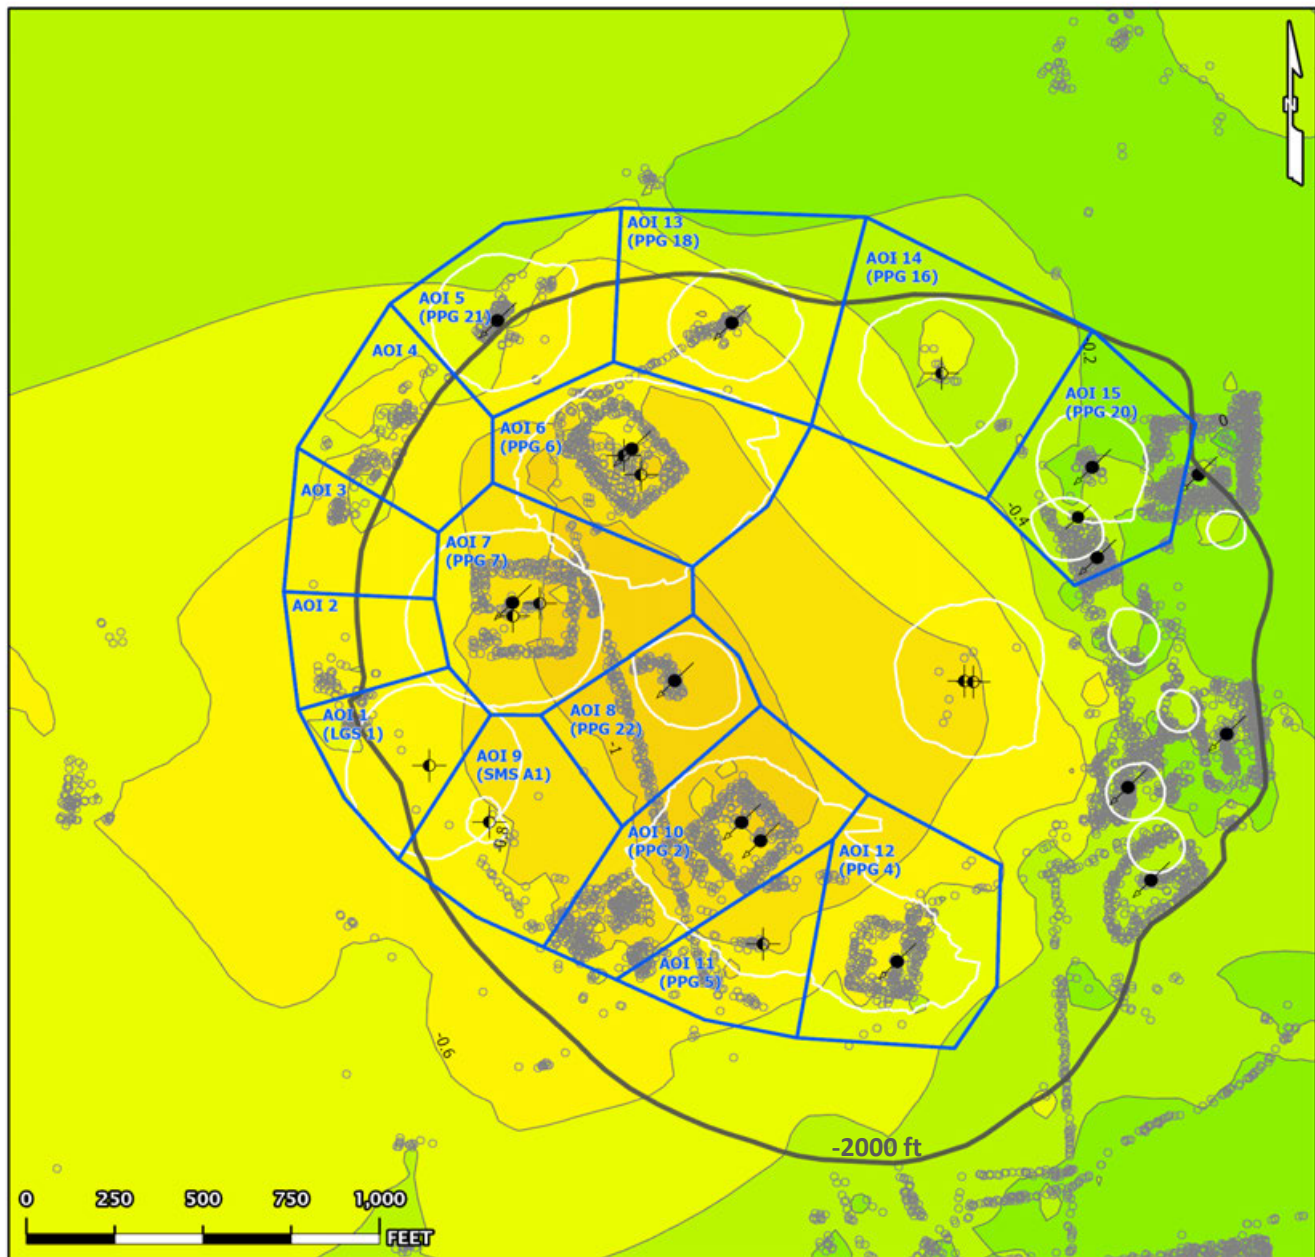 N
AOI 13
(PPG 18)
AOI 14
(PPG 16)
AOI 5
(PPG 21)
-0.2
AOI 4
AOI 15
(PPG 20)
0
AOI 6
(PPG 6)
AOI 3
-0.4
AOI 7
(PPG 7)
AOI 2
AOI 1
(LGS 1)
AOI 8
(PPG 22)
-1
AOI 9
(SMS A1)
-0.8
AOI 10
(PPG 2)
AOI 12
(PPG 4)
AOI 11
(PPG 5)
-0.6
-2000 ft
0 250 500 750 1,000
FEET